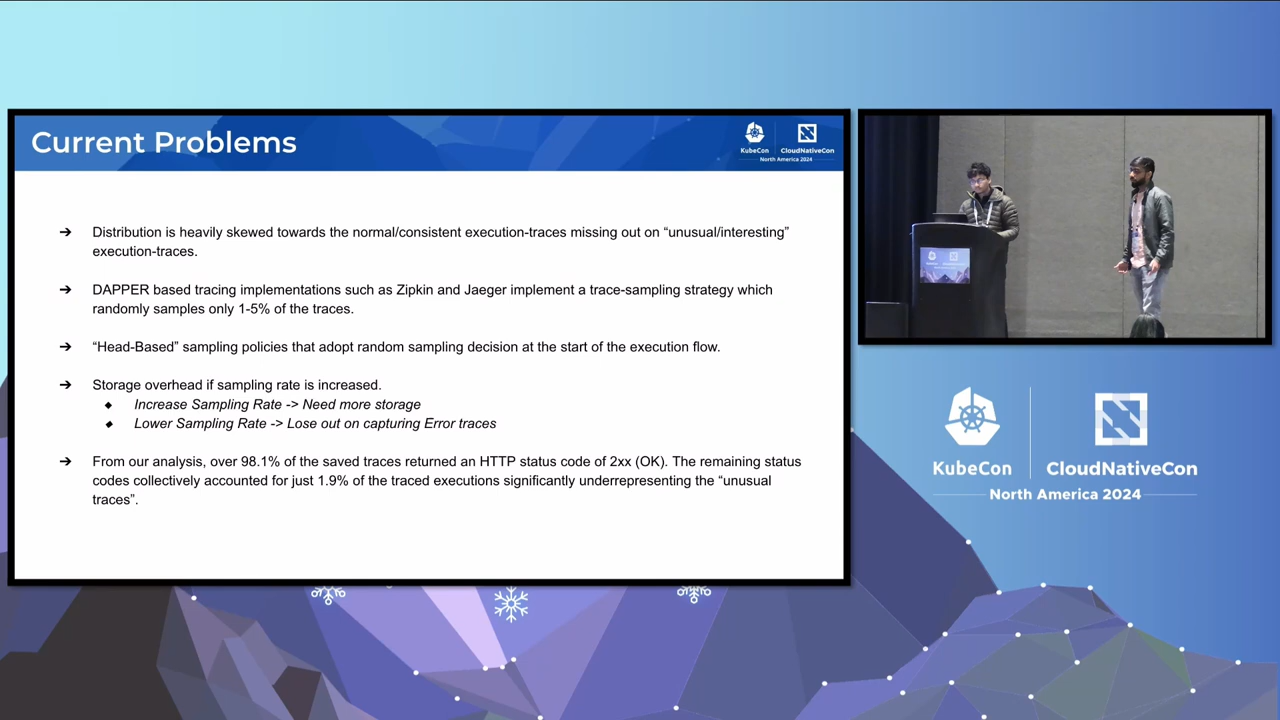 Current Problems
KubeCon
CloudNativeCon
North America 2024
➔ Distribution is heavily skewed towards the normal/consistent execution-traces missing out on “unusual/interesting”
execution-traces.
➔ DAPPER based tracing implementations such as Zipkin and Jaeger implement a trace-sampling strategy which
randomly samples only 1-5% of the traces.
➔ “Head-Based” sampling policies that adopt random sampling decision at the start of the execution flow.
➔ Storage overhead if sampling rate is increased.
◆ Increase Sampling Rate -> Need more storage
◆ Lower Sampling Rate -> Lose out on capturing Error traces
➔ From our analysis, over 98.1% of the saved traces returned an HTTP status code of 2xx (OK). The remaining status
codes collectively accounted for just 1.9% of the traced executions significantly underrepresenting the “unusual
traces”.
KubeCon
CloudNativeCon
North America 2024